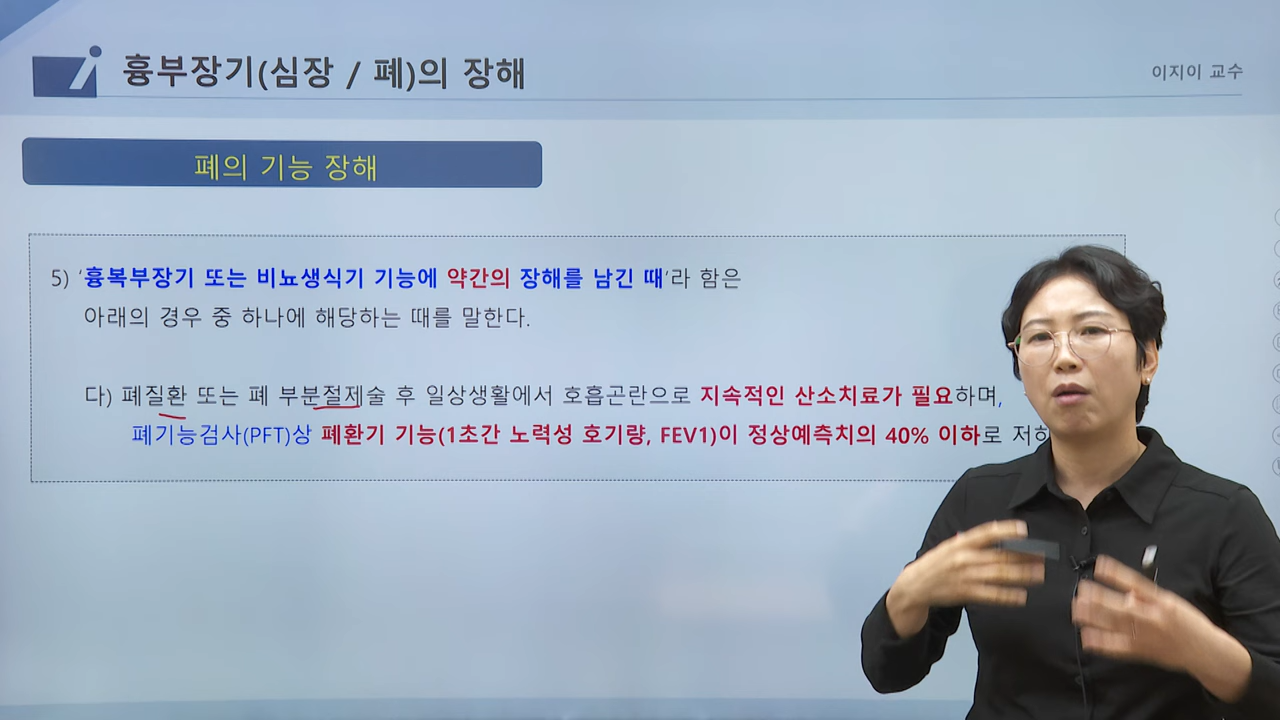 흉부장기(심장 / 폐)의 장해
이지이 교수
폐의 기능 장해
5) ‘흉복부장기 또는 비뇨생식기 기능에 약간의 장해를 남긴 때‘라 함은
아래의 경우 중 하나에 해당하는 때를 말한다.
다) 폐질환 또는 폐 부분절제술 후 일상생활에서 호흡곤란으로 지속적인 산소치료가 필요하며,
폐기능검사(PFT)상 폐환기 기능(1초간 노력성 호기량, FEV1)이 정상예측치의 40% 이하로